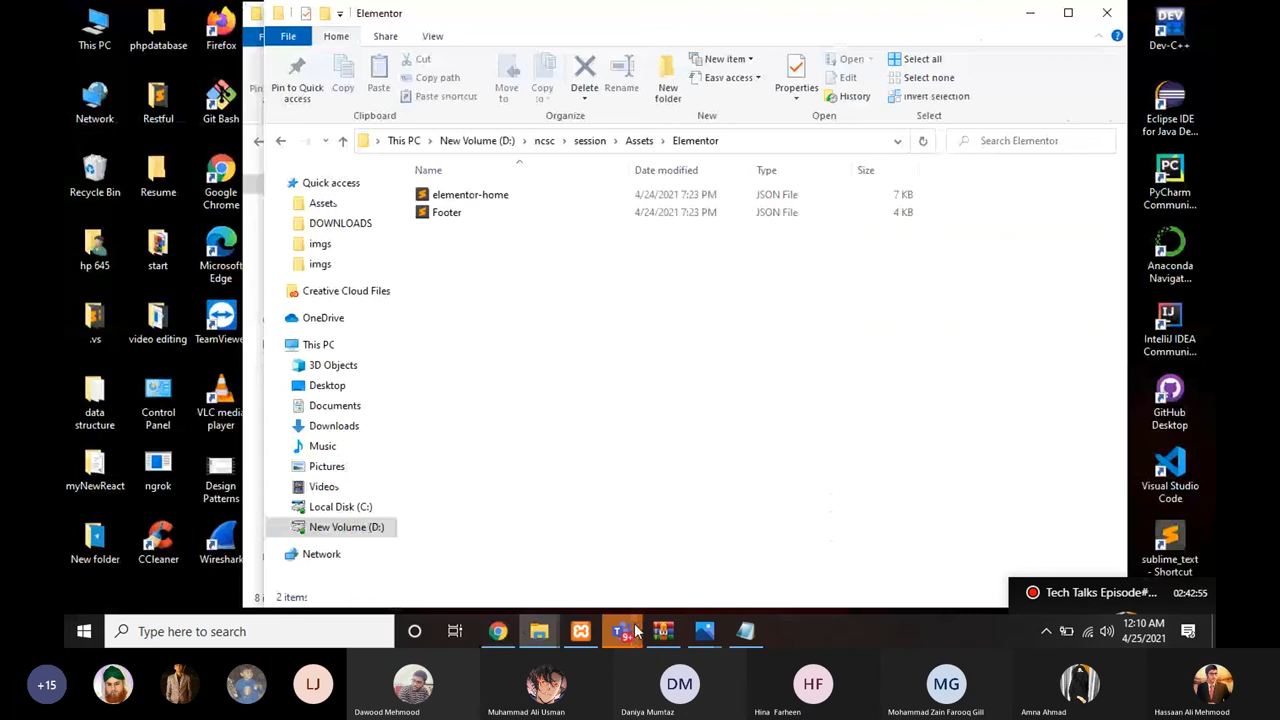 Elementor
File
Home
Share
View
Pin to Quick access
Copy
Paste
Cut
Copy path
Paste shortcut
Clipboard
Move to
Copy to
Delete
Rename
Organize
New folder
New item
Easy access
New
Properties
Open
Edit
History
Open
Select all
Select none
Invert selection
Select
This PC
New Volume (D:)
ncsc
session
Assets
Elementor
Search Elementor
Name
Date modified
Type
Size
elementor-home
4/24/2021 7:23 PM
JSON File
7 KB
Footer
4/24/2021 7:23 PM
JSON File
4 KB
Quick access
Assets
DOWNLOADS
imgs
imgs
Creative Cloud Files
OneDrive
This PC
3D Objects
Desktop
Documents
Downloads
Music
Pictures
Videos
Local Disk (C:)
New Volume (D:)
Network
2 items
This PC
phpdatabase
Firefox
Network
Restful
Git Bash
Recycle Bin
Resume
Google Chrome
hp 645
start
Microsoft Edge
.vs
video editing
TeamViewer
data structure
Control Panel
VLC media player
myNewReact
ngrok
Design Patterns
New folder
CCleaner
Wireshark
DEV
Dev-C++
Eclipse IDE for Java De...
PC
PyCharm Communi...
Anaconda Navigat...
IJ
IntelliJ IDEA Communi...
GitHub Desktop
Visual Studio Code
sublime_text - Shortcut
Tech Talks Episode#...
02:42:55
Type here to search
9+
12:10 AM
4/25/2021
+15
LJ
Dawood Mehmood
Muhammad Ali Usman
DM
Daniya Mumtaz
HF
Hina Farheen
MG
Mohammad Zain Farooq Gill
Amna Ahmad
Hassaan Ali Mehmood